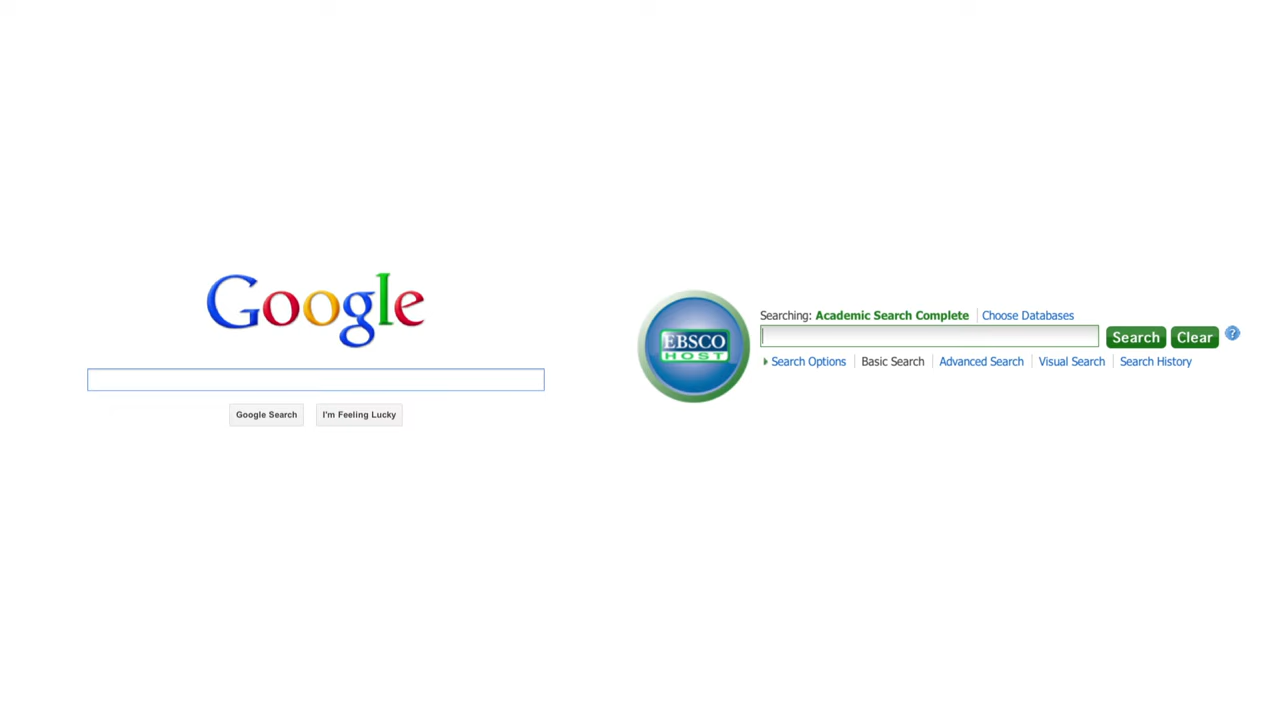 Google
Google Search
I'm Feeling Lucky
EBSCO
HOST
Searching: Academic Search Complete
Choose Databases
Search
Clear
?
Search Options
Basic Search
Advanced Search
Visual Search
Search History